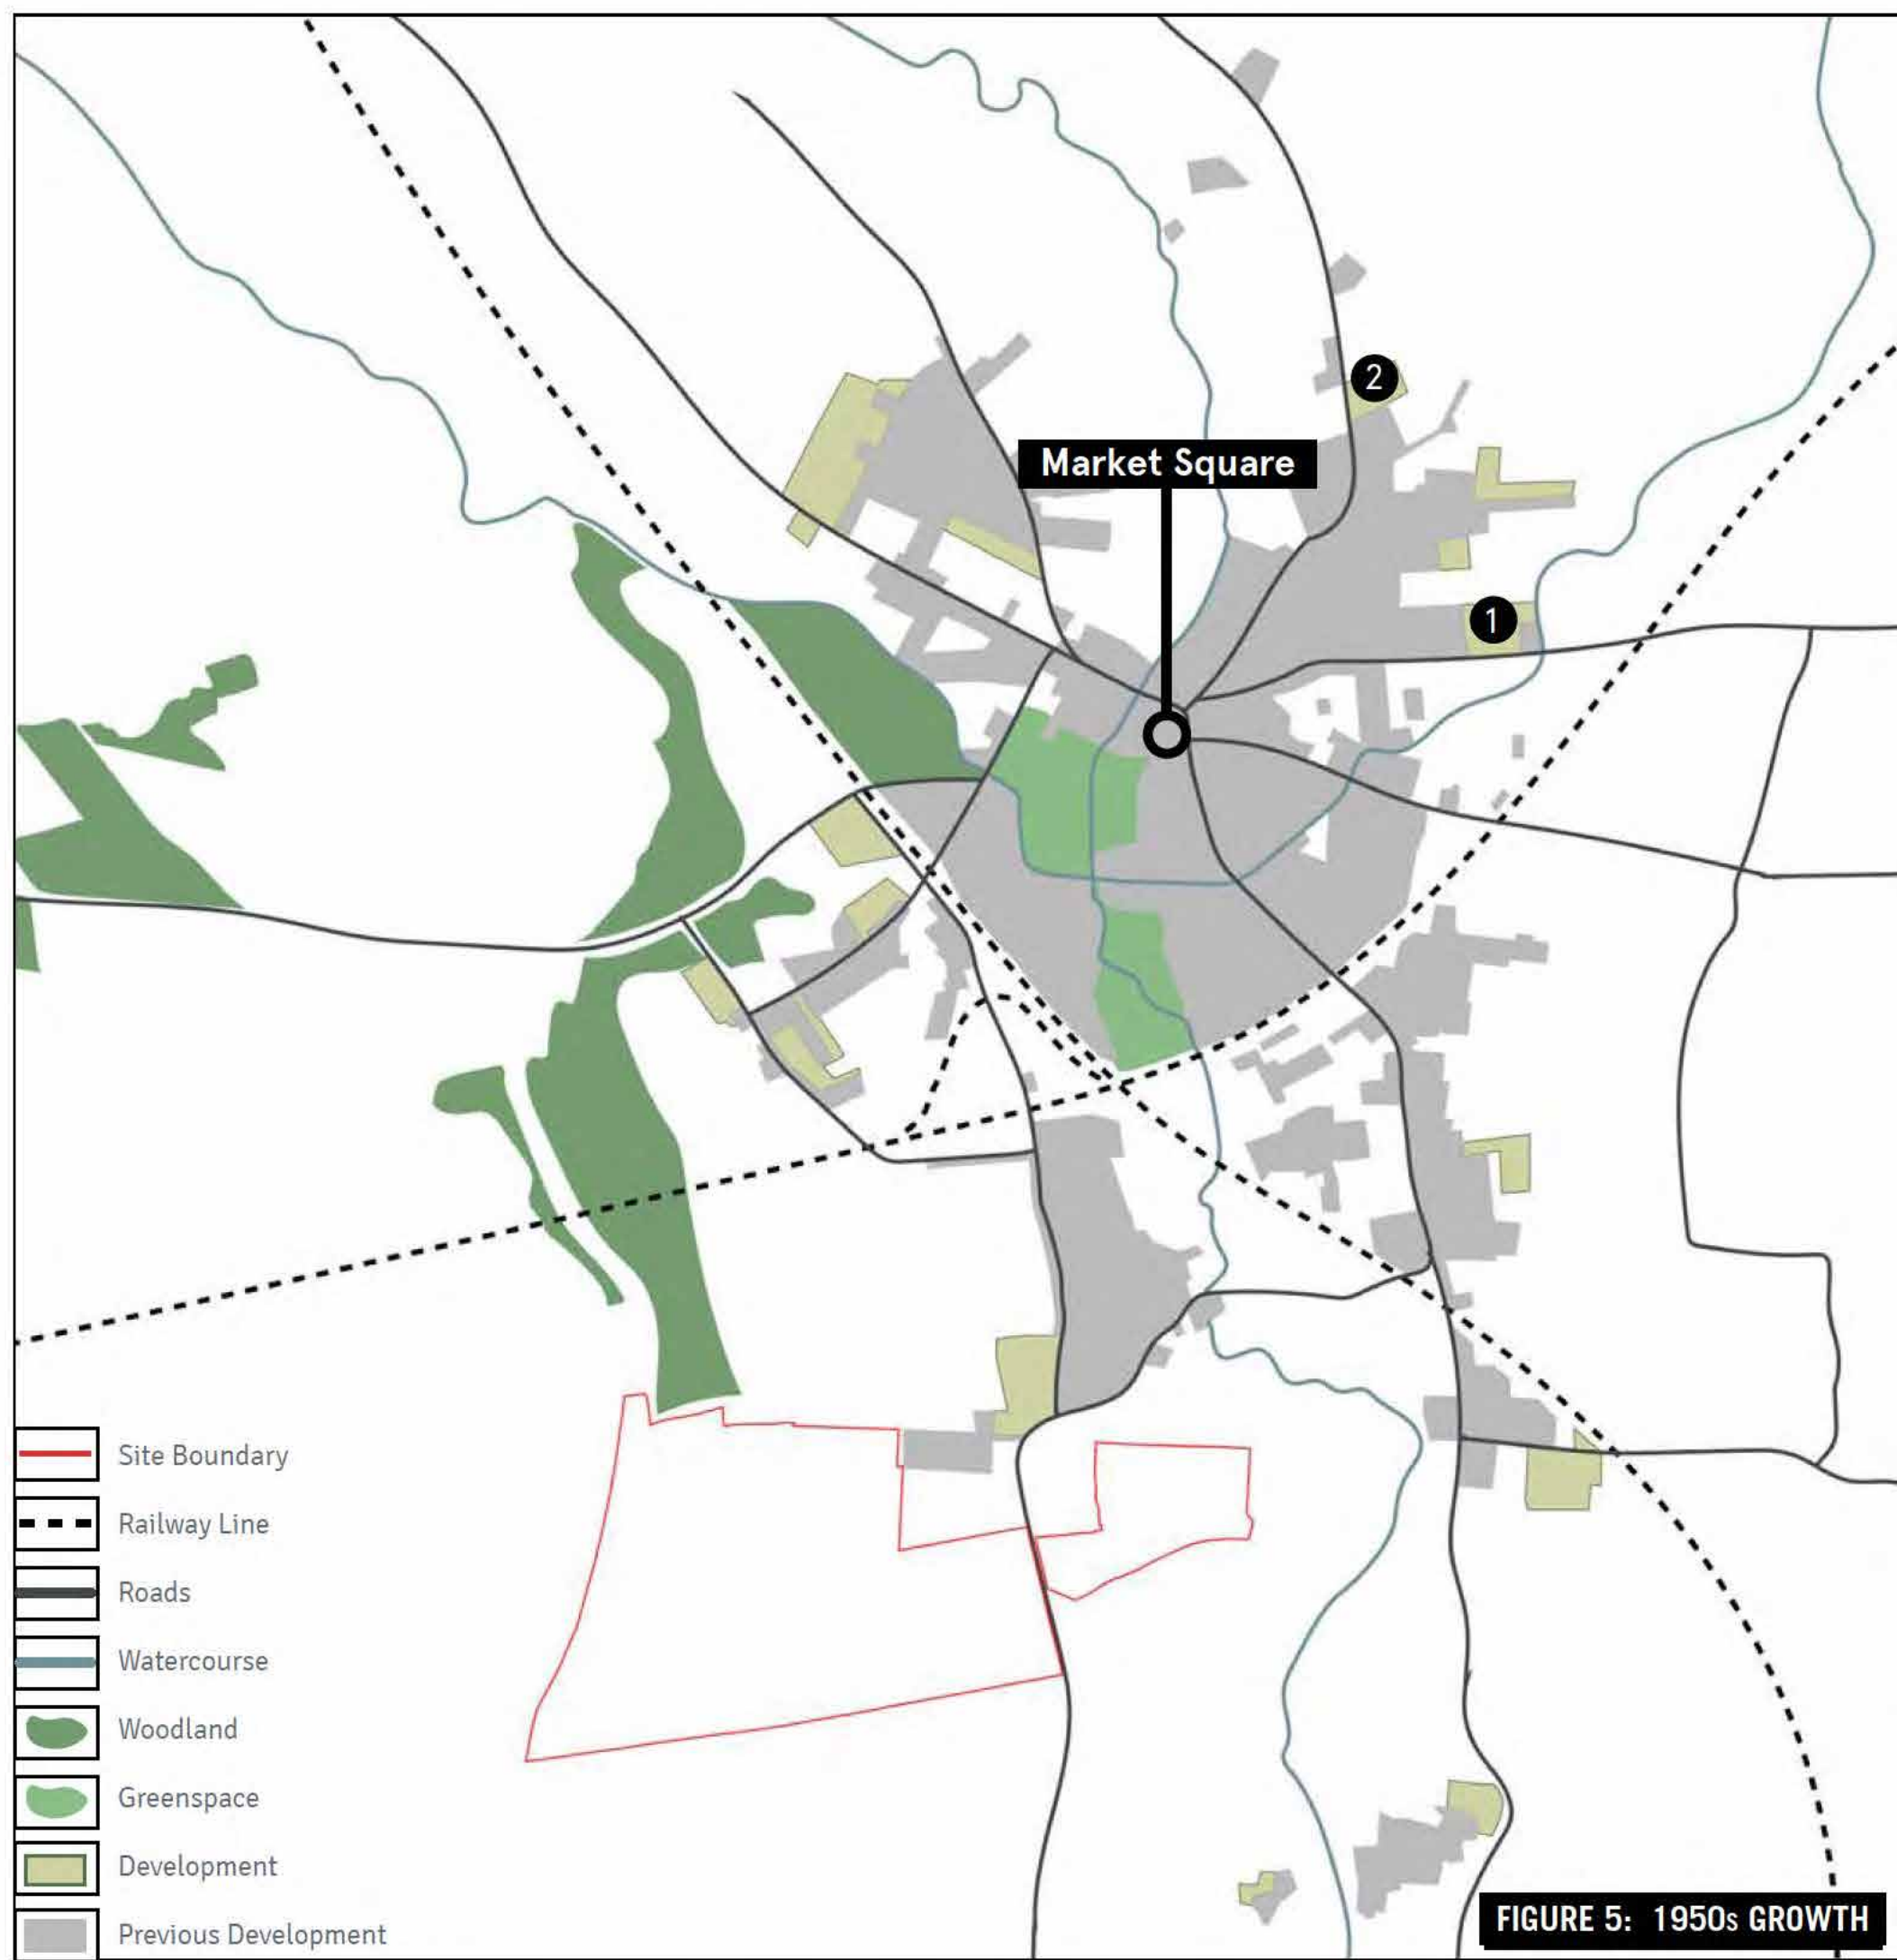 2
Market Square
1
Site Boundary
Railway Line
Roads
Watercourse
Woodland
Greenspace
Development
Previous Development
FIGURE 5: 1950s GROWTH